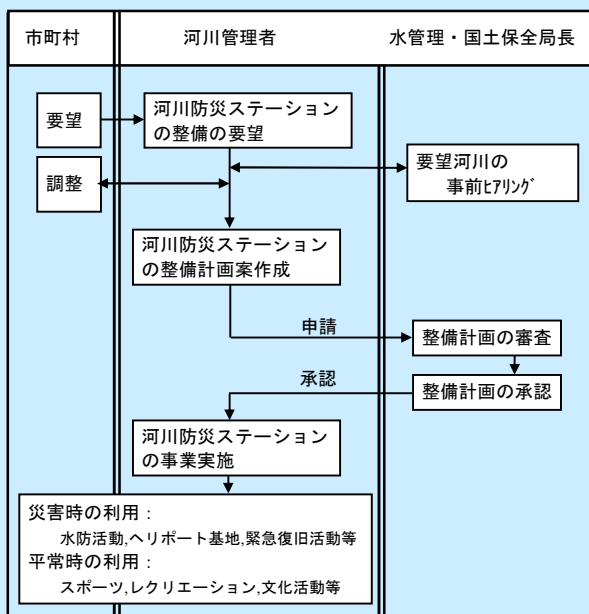 市町村
河川管理者
水管理・国土保全局長
要望
河川防災ステーション
の整備の要望
調整
要望河川の
事前ﾋｱﾘﾝｸﾞ
河川防災ステーション
の整備計画案作成
申請
整備計画の審査
承認
整備計画の承認
河川防災ステーション
の事業実施
災害時の利用：
水防活動,ヘリポート基地,緊急復旧活動等
平常時の利用：
スポーツ,レクリエーション,文化活動等